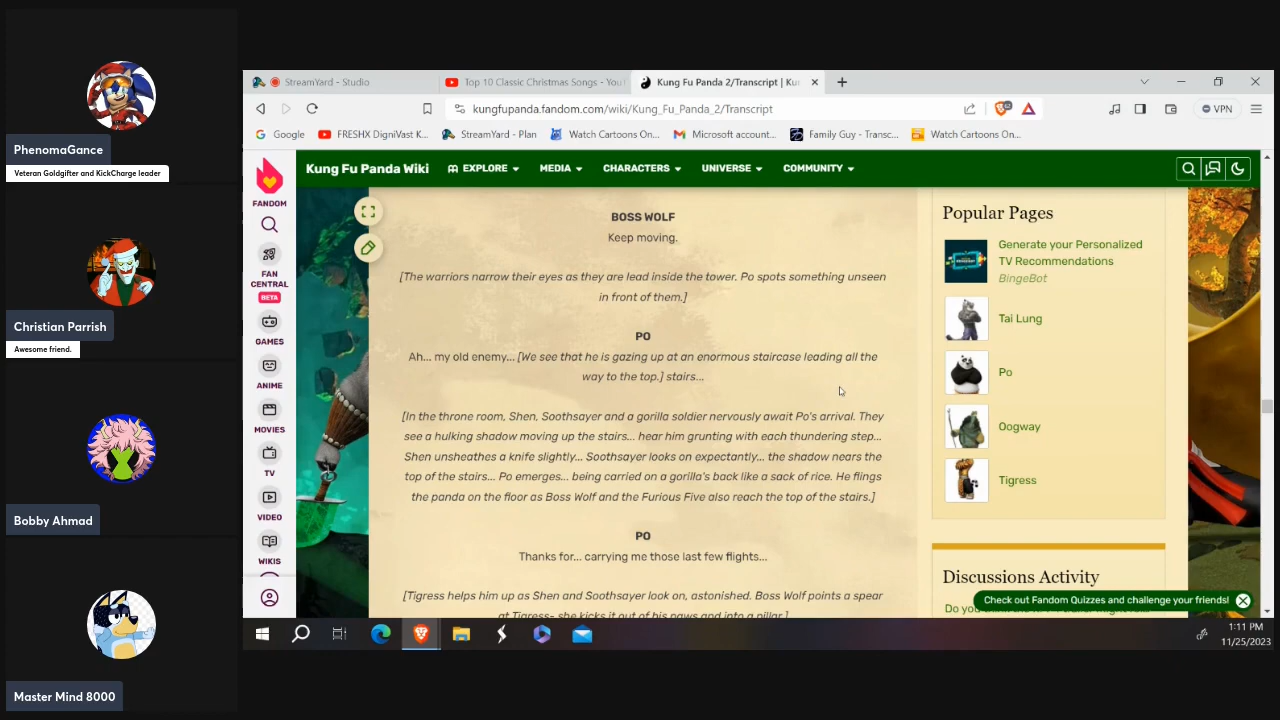 PhenomaGance
Veteran Goldgifter and KickCharge leader
Christian Parrish
Awesome friend.
Bobby Ahmad
Master Mind 8000
StreamYard - Studio
Top 10 Classic Christmas Songs - You
Kung Fu Panda 2/Transcript | Ku
kungfupanda.fandom.com/wiki/Kung_Fu_Panda_2/Transcript
VPN
Google
FRESHX DigiVast K...
StreamYard - Plan
Watch Cartoons On...
Microsoft account...
Family Guy - Transc...
Watch Cartoons On...
Kung Fu Panda Wiki
EXPLORE
MEDIA
CHARACTERS
UNIVERSE
COMMUNITY
FANDOM
FAN
CENTRAL
BETA
GAMES
ANIME
MOVIES
TV
VIDEO
WIKIS
BOSS WOLF
Keep moving.
[The warriors narrow their eyes as they are lead inside the tower. Po spots something unseen
in front of them.]
PO
Ah... my old enemy... [We see that he is gazing up at an enormous staircase leading all the
way to the top.] stairs...
[In the throne room, Shen, Soothsayer and a gorilla soldier nervously await Po's arrival. They
see a hulking shadow moving up the stairs... hear him grunting with each thundering step...
Shen unsheathes a knife slightly... Soothsayer looks on expectantly... the shadow nears the
top of the stairs... Po emerges... being carried on a gorilla's back like a sack of rice. He flings
the panda on the floor as Boss Wolf and the Furious Five also reach the top of the stairs.]
PO
Thanks for... carrying me those last few flights...
[Tigress helps him up as Shen and Soothsayer look on, astonished. Boss Wolf points a spear
at Tigress- she kicks it out of his paws and into a pillar.]
Popular Pages
Generate your Personalized
TV Recommendations
BingeBot
Tai Lung
Po
Oogway
Tigress
Discussions Activity
Check out Fandom Quizzes and challenge your friends!
1:11 PM
11/25/2023